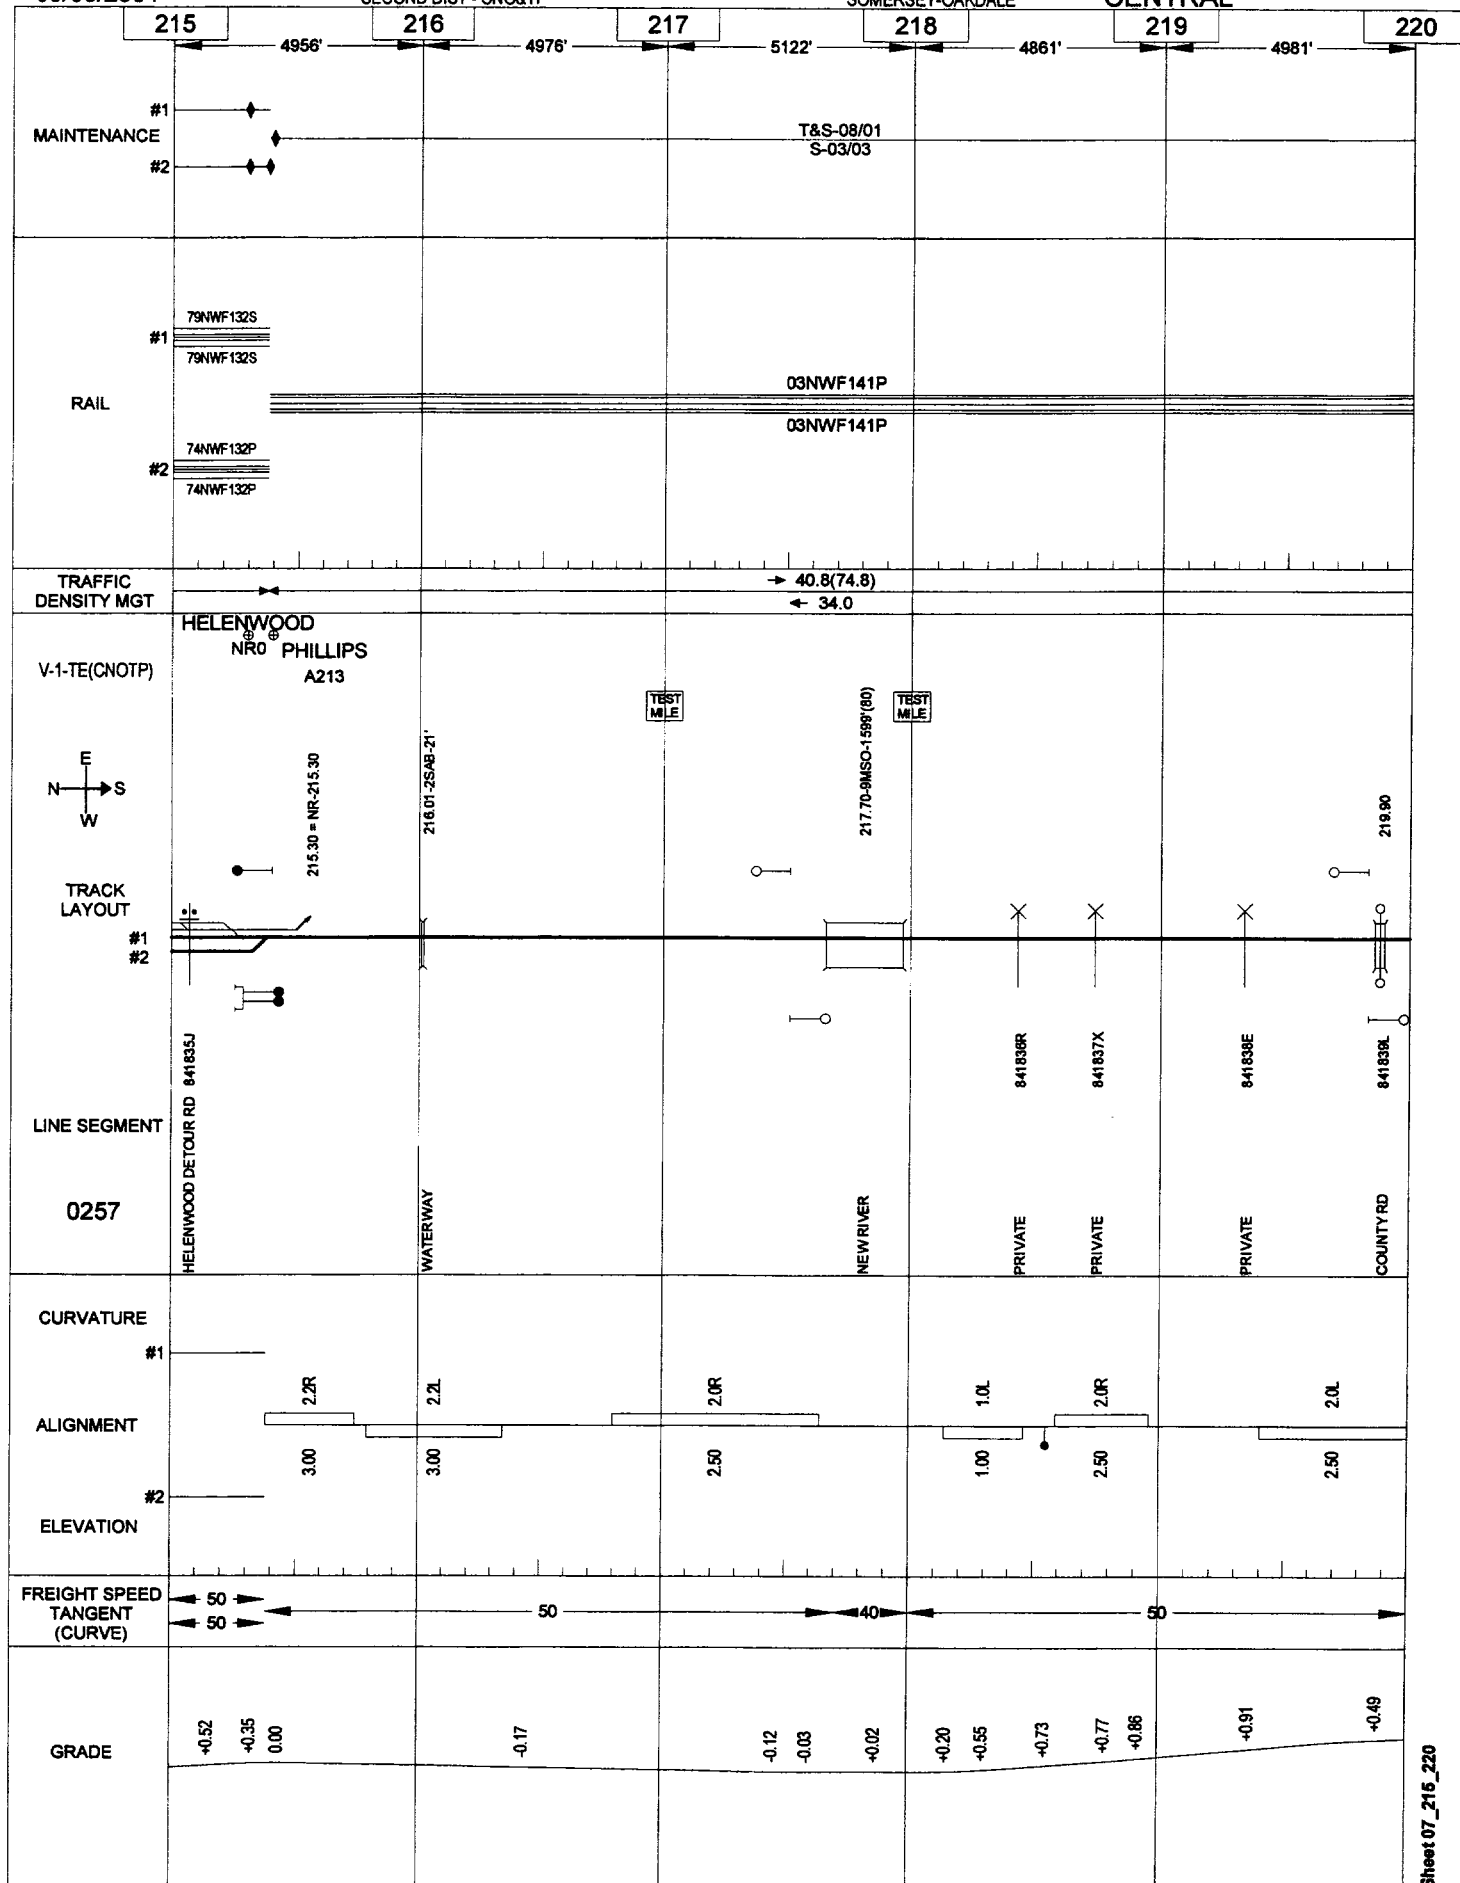 SECOND DIST - CNO&TP
SOMERSET-OAKDALE
CENTRAL
215 216 217 218 219 220
4956' 4976' 5122' 4861' 4981'
MAINTENANCE
#1
#2
T&S-08/01
S-03/03
RAIL
#1
79NWF132S
79NWF132S
03NWF141P
03NWF141P
#2
74NWF132P
74NWF132P
TRAFFIC
DENSITY MGT
40.8(74.8)
34.0
HELENWOOD
NR0 PHILLIPS
A213
V-1-TE(CNOTP)
TEST
MILE
TEST
MILE
E
N S
W
215.30 = NR-215.30
216.01-2SAB-21'
217.70-9MSO-1599'(80)
219.90
TRACK
LAYOUT
#1
#2
LINE SEGMENT
0257
HELENWOOD DETOUR RD 841835J
WATERWAY
NEW RIVER
PRIVATE 841836R
PRIVATE 841837X
PRIVATE 841838E
COUNTY RD 841839L
CURVATURE
#1
ALIGNMENT
2.2R 2.2L 2.0R 1.0L 2.0R 2.0L
3.00 3.00 2.50 1.00 2.50 2.50
#2
ELEVATION
FREIGHT SPEED
TANGENT
(CURVE)
50
50
50 40 50
GRADE
+0.52 +0.35 0.00 -0.17 -0.12 -0.03 +0.02 +0.20 +0.55 +0.73 +0.77 +0.86 +0.91 +0.49
Sheet 07_215_220